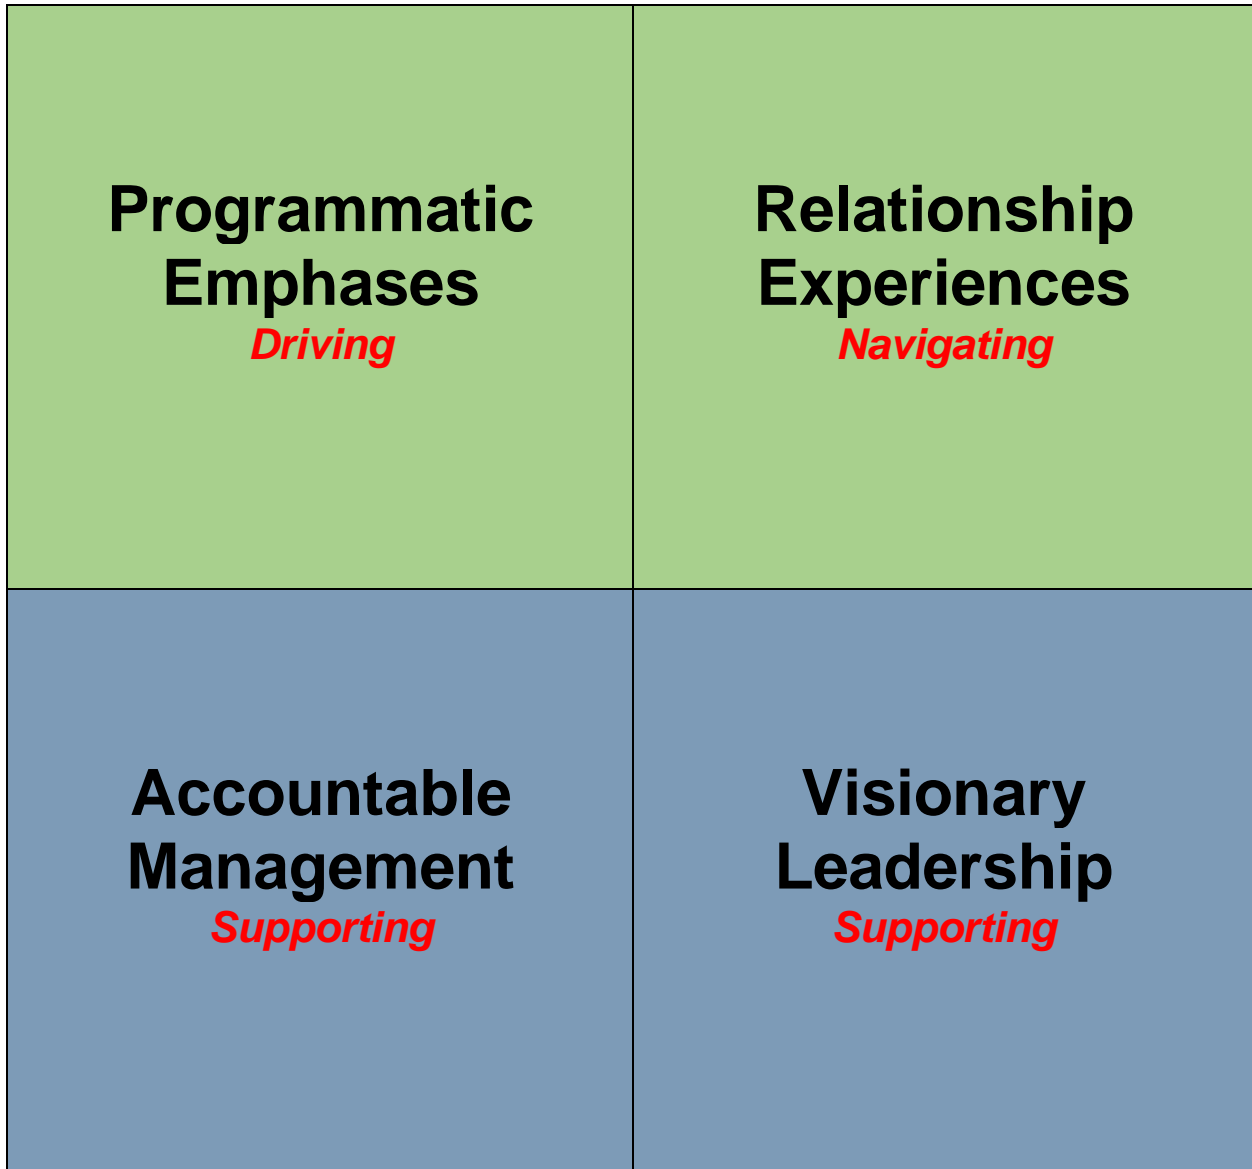 Programmatic
Emphases
Driving
Relationship
Experiences
Navigating
Accountable
Management
Supporting
Visionary
Leadership
Supporting